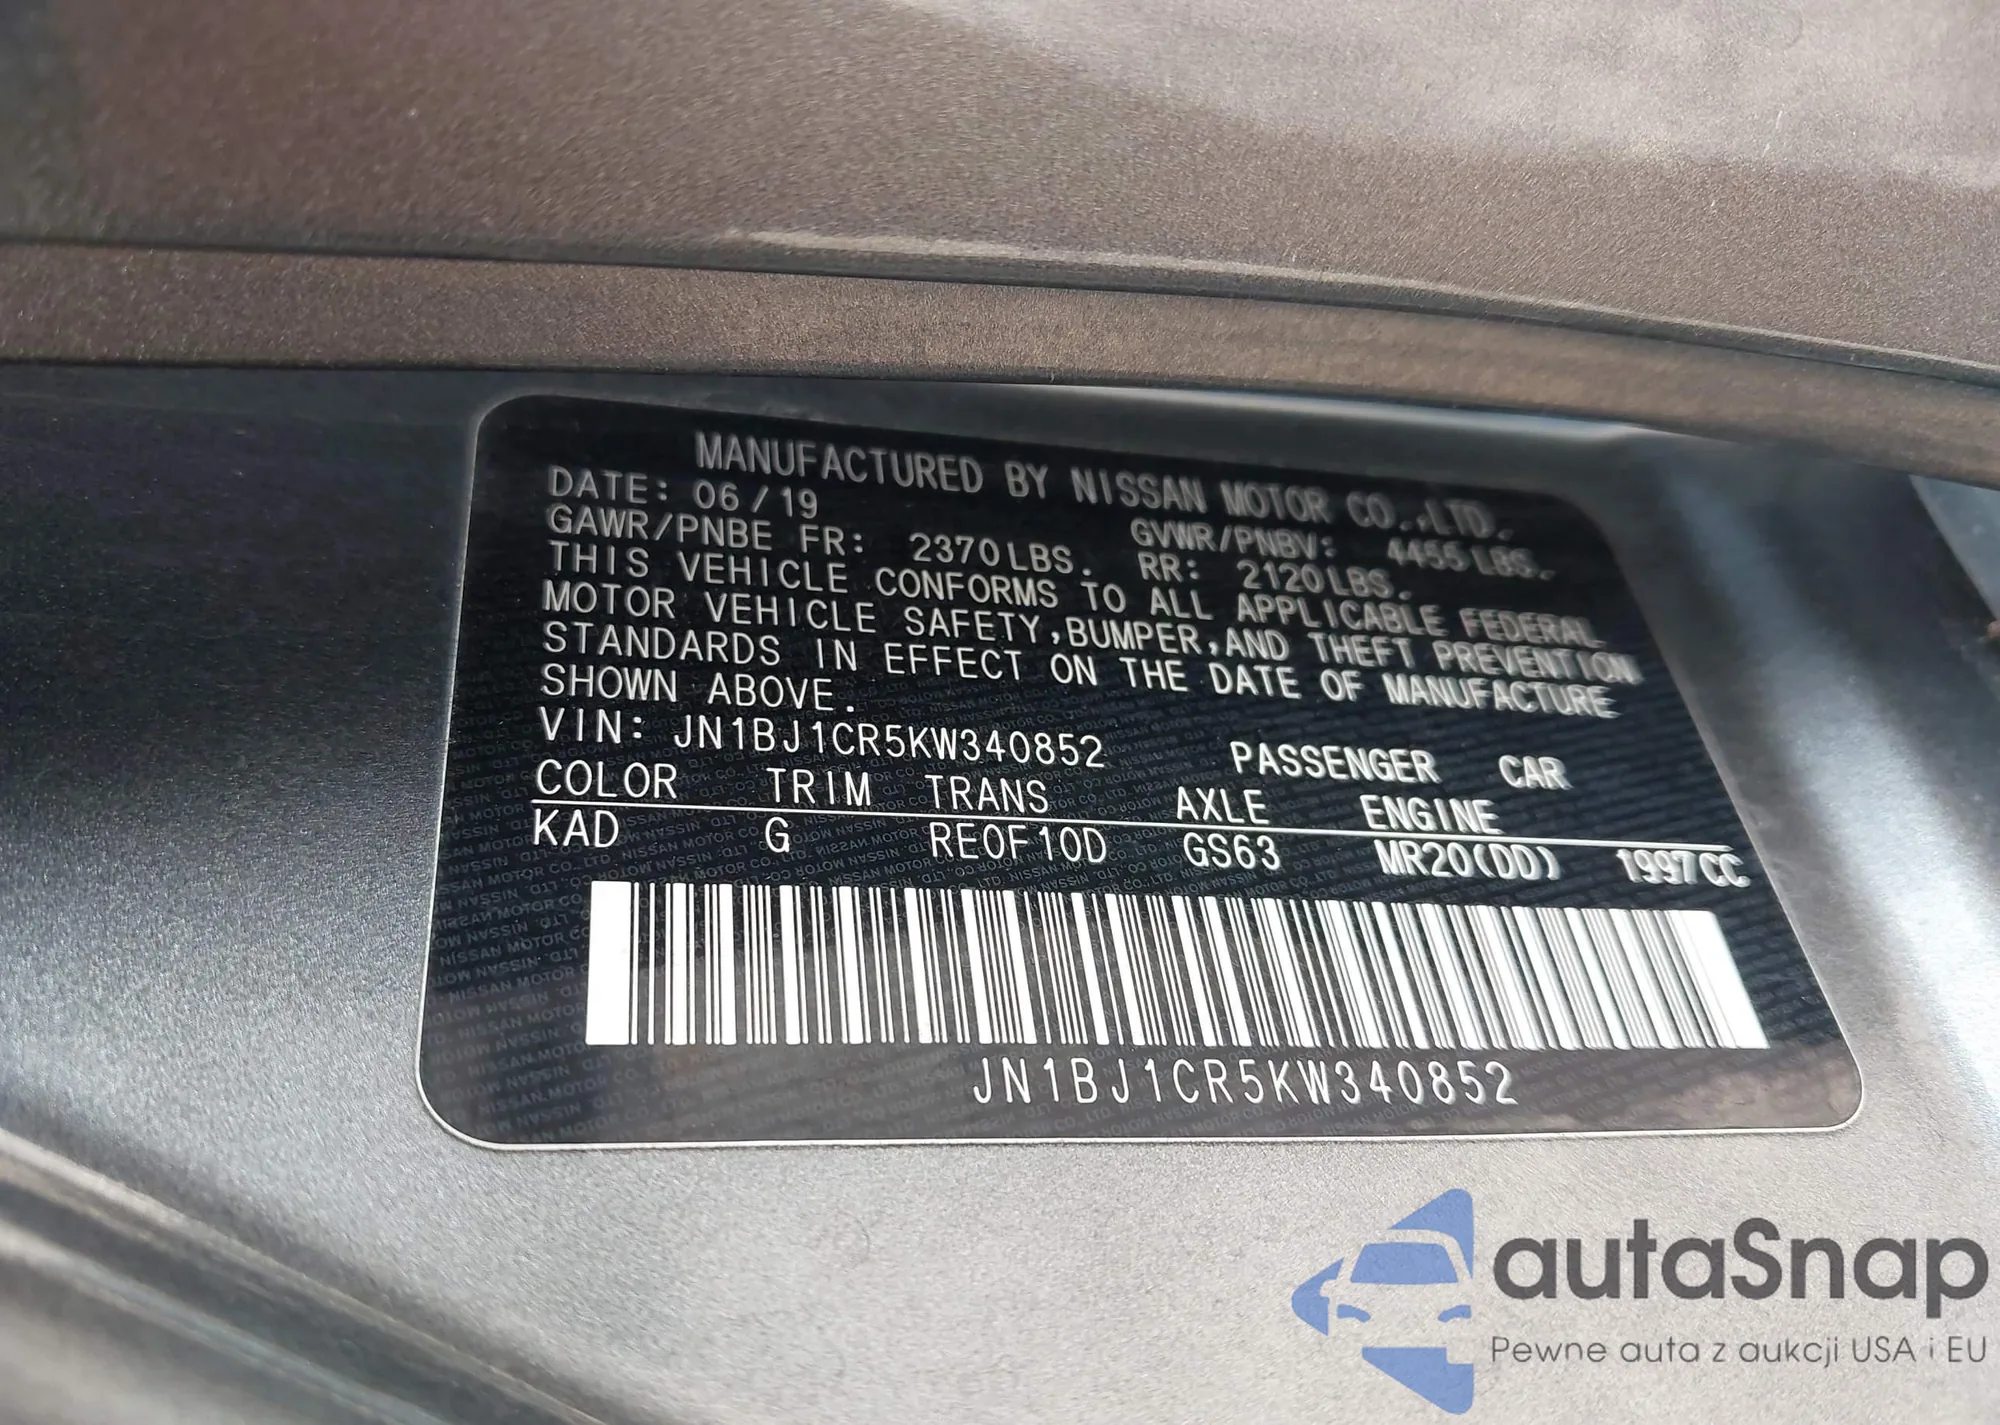 MANUFACTURED BY NISSAN MOTOR CO.,LTD.
DATE: 06/19
GVWR/PNBV: 4455 LBS.
GAWR/PNBE FR: 2370LBS. RR: 2120LBS.
THIS VEHICLE CONFORMS TO ALL APPLICABLE FEDERAL
MOTOR VEHICLE SAFETY,BUMPER,AND THEFT PREVENTION
STANDARDS IN EFFECT ON THE DATE OF MANUFACTURE
SHOWN ABOVE.
VIN: JN1BJ1CR5KW340852 PASSENGER CAR
COLOR TRIM TRANS AXLE ENGINE
KAD G RE0F10D GS63 MR20(DD) 1997CC
JN1BJ1CR5KW340852
autaSnap
Pewne auta z aukcji USA i EU